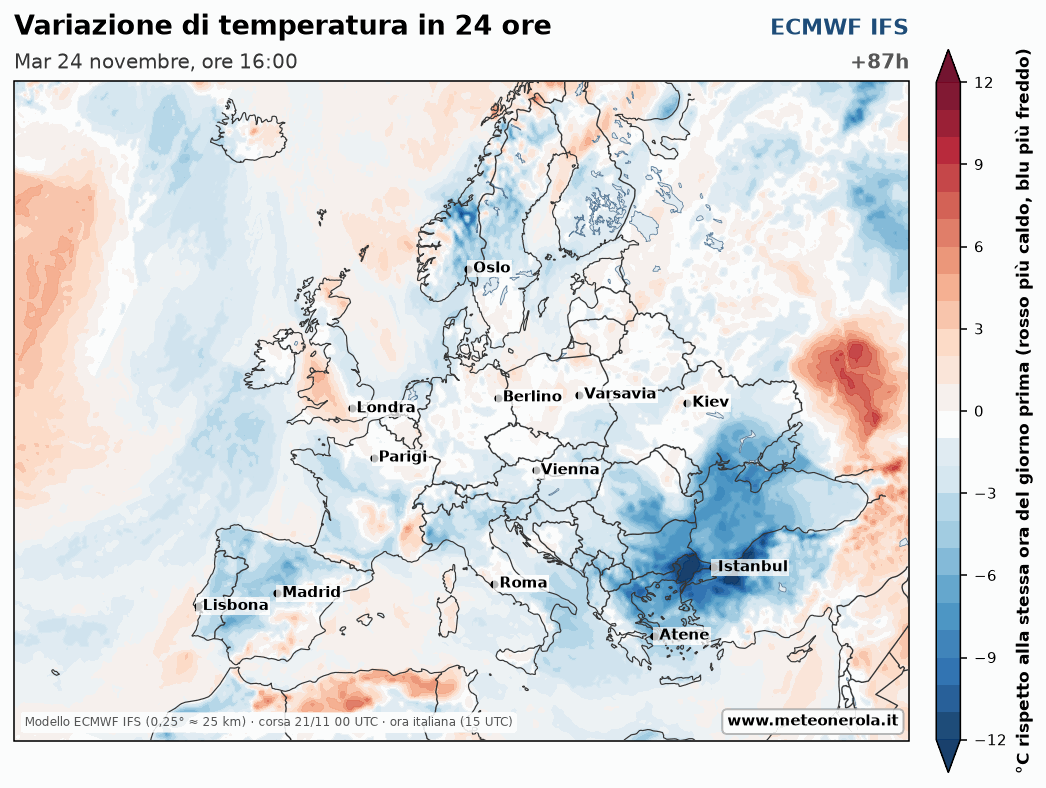 Variazione di temperatura in 24 ore
ECMWF IFS
Mar 24 novembre, ore 16:00
+87h
Oslo
Londra
Berlino
Varsavia
Kiev
Parigi
Vienna
Istanbul
Roma
Madrid
Lisbona
Atene
Modello ECMWF IFS (0,25° ≈ 25 km) · corsa 21/11 00 UTC · ora italiana (15 UTC)
www.meteonerola.it
12
9
6
3
0
−3
−6
−9
−12
°C rispetto alla stessa ora del giorno prima (rosso più caldo, blu più freddo)